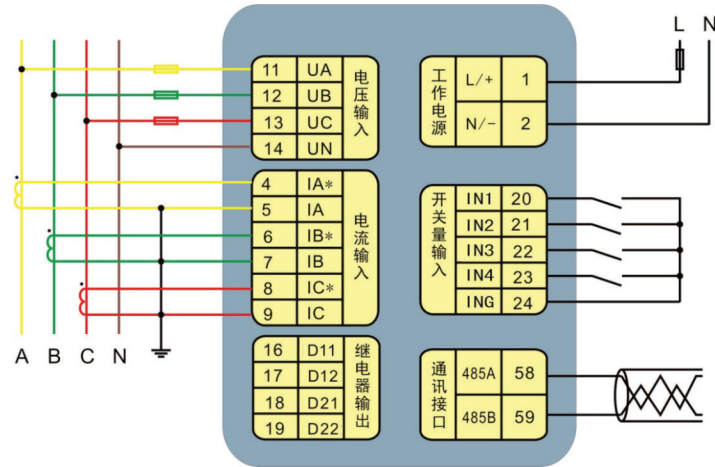 L N
11 UA
12 UB
13 UC
14 UN
电压输入
工作电源
L/+ 1
N/- 2
4 IA*
5 IA
6 IB*
7 IB
8 IC*
9 IC
电流输入
开关量输入
IN1 20
IN2 21
IN3 22
IN4 23
ING 24
A B C N
16 D11
17 D12
18 D21
19 D22
继电器输出
通讯接口
485A 58
485B 59